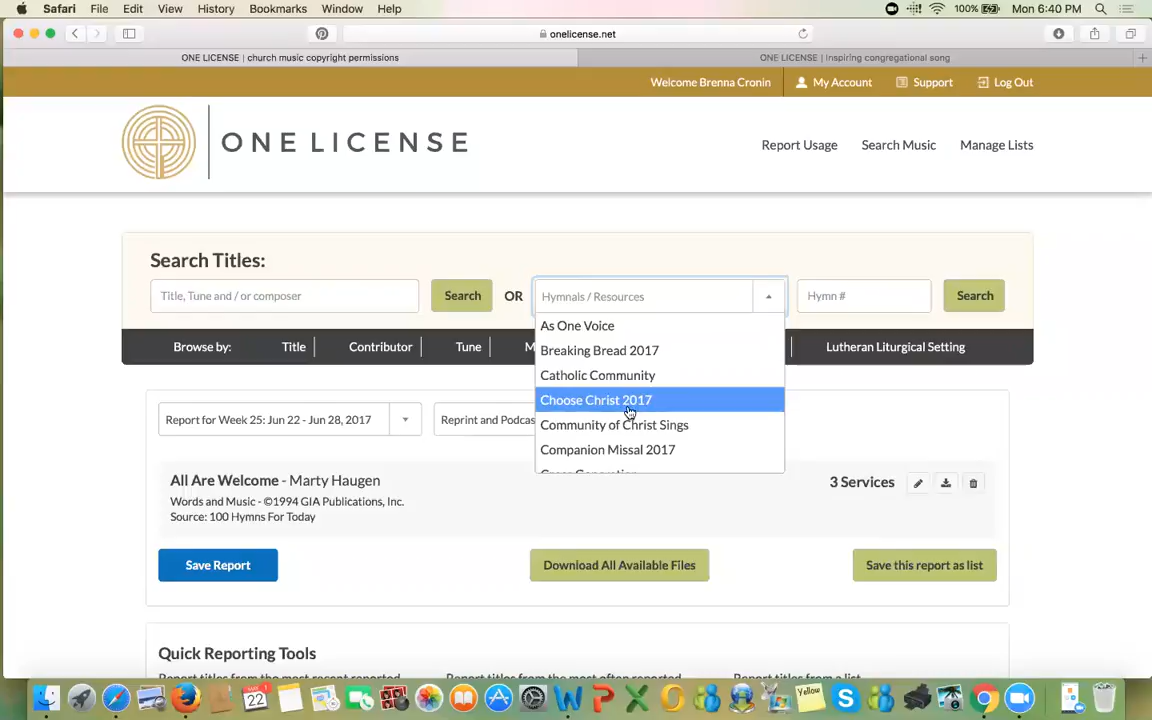 Safari File Edit View History Bookmarks Window Help
100% Mon 6:40 PM
onelicense.net
ONE LICENSE | church music copyright permissions
ONE LICENSE | Inspiring congregational song
Welcome Brenna Cronin
My Account
Support
Log Out
ONE LICENSE
Report Usage
Search Music
Manage Lists
Search Titles:
Title, Tune and / or composer
Search
OR
Hymnals / Resources
Hymn #
Search
As One Voice
Breaking Bread 2017
Catholic Community
Choose Christ 2017
Community of Christ Sings
Companion Missal 2017
Browse by:
Title
Contributor
Tune
Lutheran Liturgical Setting
Report for Week 25: Jun 22 - Jun 28, 2017
Reprint and Podcas
All Are Welcome - Marty Haugen
Words and Music - ©1994 GIA Publications, Inc.
Source: 100 Hymns For Today
3 Services
Save Report
Download All Available Files
Save this report as list
Quick Reporting Tools
22
Yellow